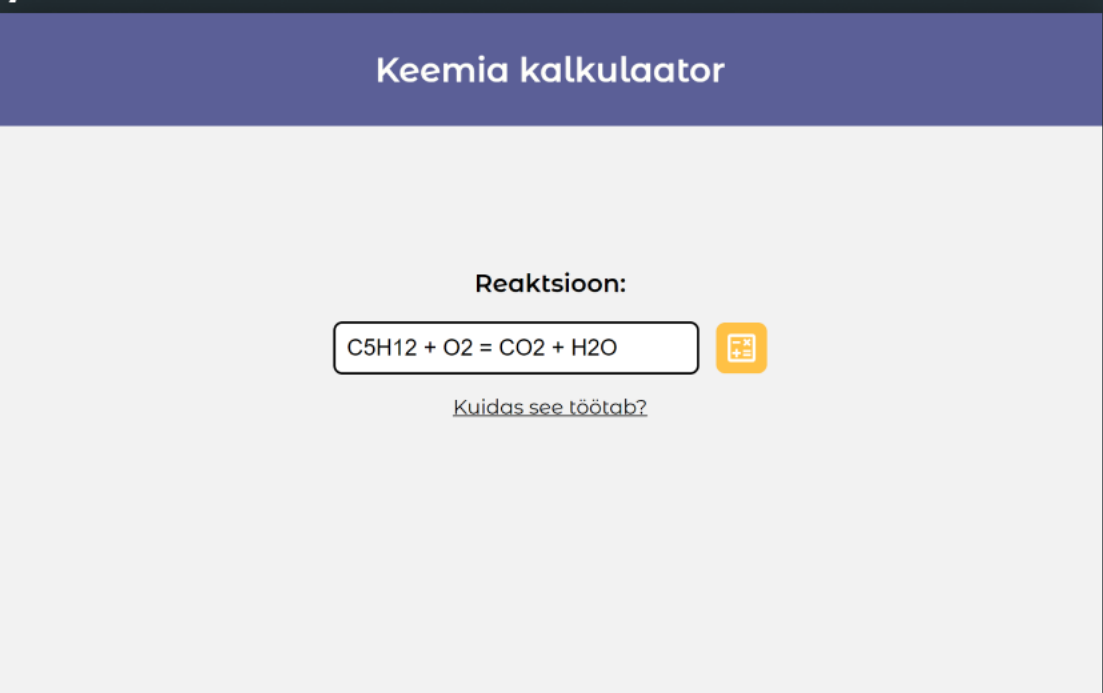 Keemia kalkulaator
Reaktsioon:
C5H12 + O2 = CO2 + H2O
Kuidas see töötab?